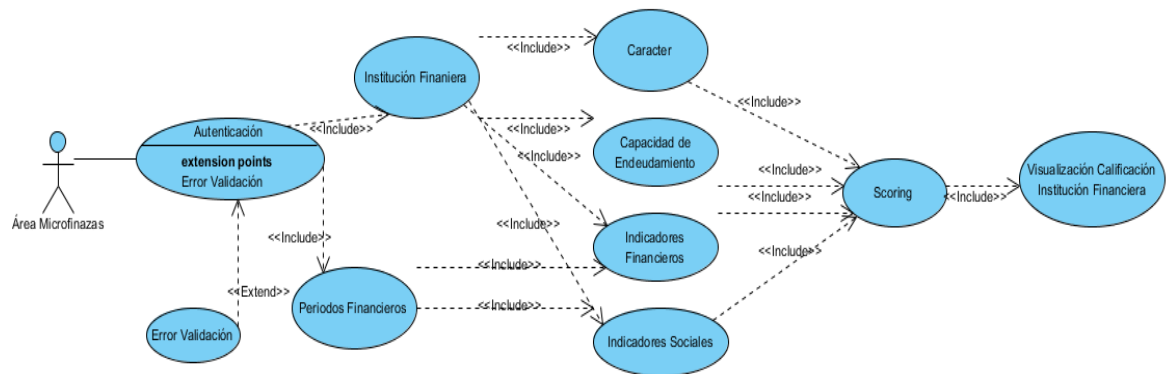 Caracter
<<Include>>
Institución Finaniera
<<Include>>
Autenticación
<<Include>>
<<Include>>
Capacidad de
Endeudamiento
extension points
Error Validación
<<Include>>
<<Include>>
Visualización Calificación
Institución Financiera
Scoring
<<Include>>
<<Include>>
Área Microfinazas
<<Include>>
<<Include>>
Indicadores
Financieros
<<Include>>
<<Include>>
<<Extend>>
Periodos Financieros
<<Include>>
Error Validación
Indicadores Sociales